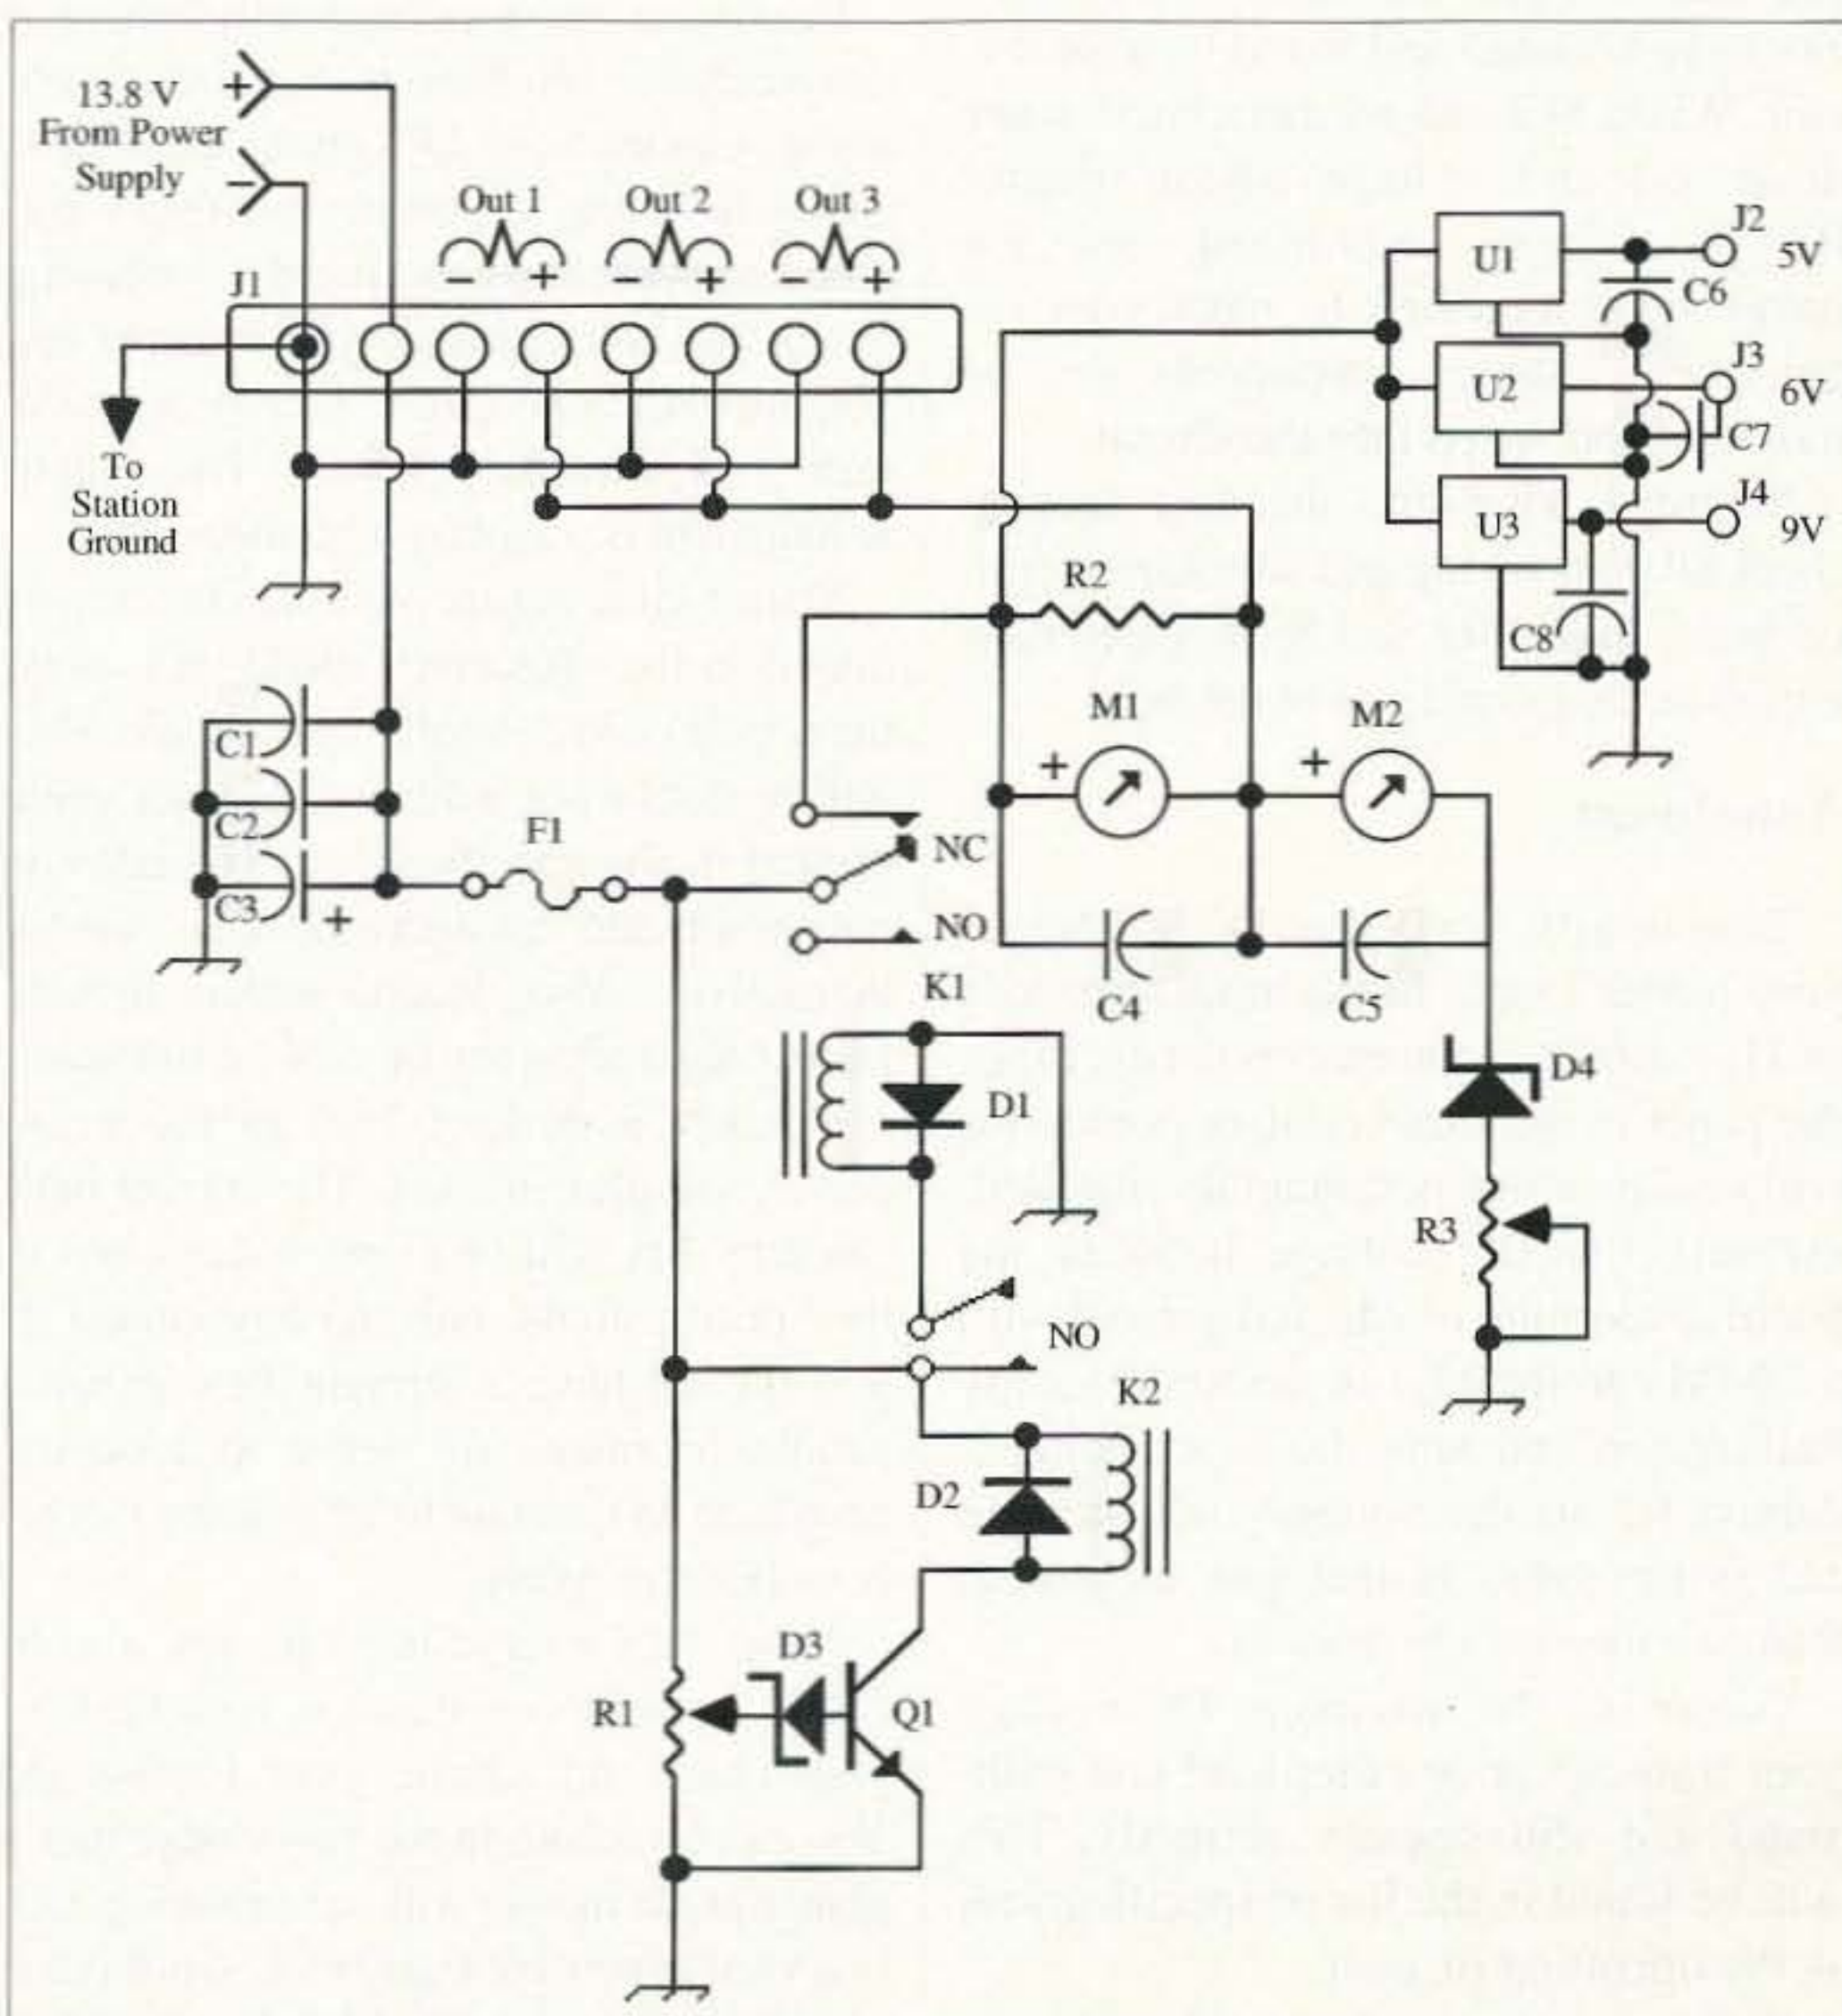 13.8 V
From Power
Supply
+
−
Out 1
Out 2
Out 3
− +
− +
− +
J1
To
Station
Ground
U1
J2
5V
C6
U2
J3
6V
C7
U3
J4
9V
C8
R2
M1
+
M2
+
C1
C2
C3
+
F1
NC
NO
K1
C4
C5
D1
D4
R3
NO
K2
D2
D3
R1
Q1